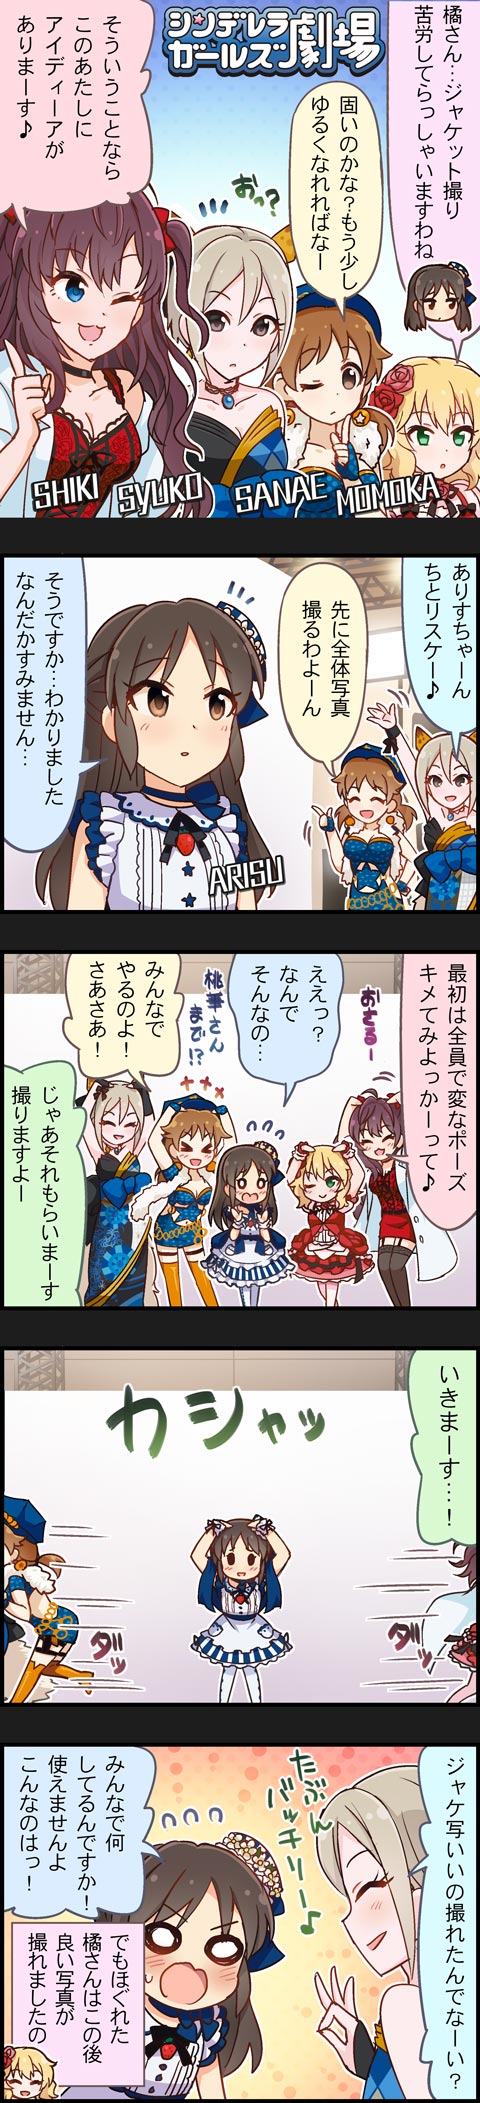 シンデレラ
ガールズ劇場
橘さん…ジャケット撮り
苦労してらっしゃいますわね
固いのかな?もう少し
ゆるくなれればなー
おっ?
そういうことなら
このあたしに
アイディーアが
ありまーす♪
SHIKI
SYUKO
SANAE
MOMOKA
ありすちゃーん
ちとリスケー♪
先に全体写真
撮るわよーん
そうですか…わかりました
なんだかすみません…
ARISU
最初は全員で変なポーズ
キメてみよっかーって♪
おさるー
ええっ?
なんで
そんなの…
桃華さん
まで!?
みんなで
やるのよ!
さあさあ!
じゃあそれもらいまーす
撮りますよー
いきまーす…!
カシャッ
ダッ
ダッ
ジャケ写いいの撮れたんでなーい?
たぶん
バッチリー♪
みんなで何
してるんですか!
使えませんよ
こんなのはっ!
でもほぐれた
橘さんはこの後
良い写真が
撮れましたの